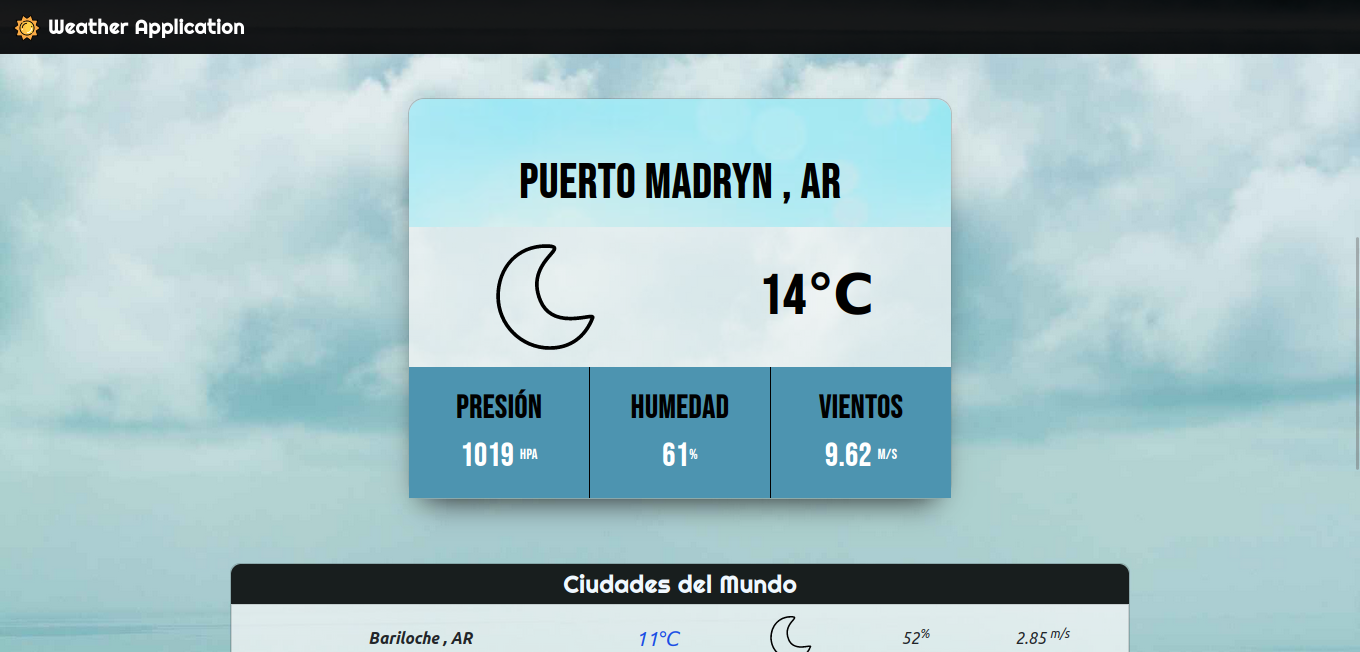 Weather Application
PUERTO MADRYN , AR
14°C
PRESIÓN HUMEDAD VIENTOS
1019 HPA 61% 9.62 M/S
Ciudades del Mundo
Bariloche , AR 11°C 52% 2.85 m/s